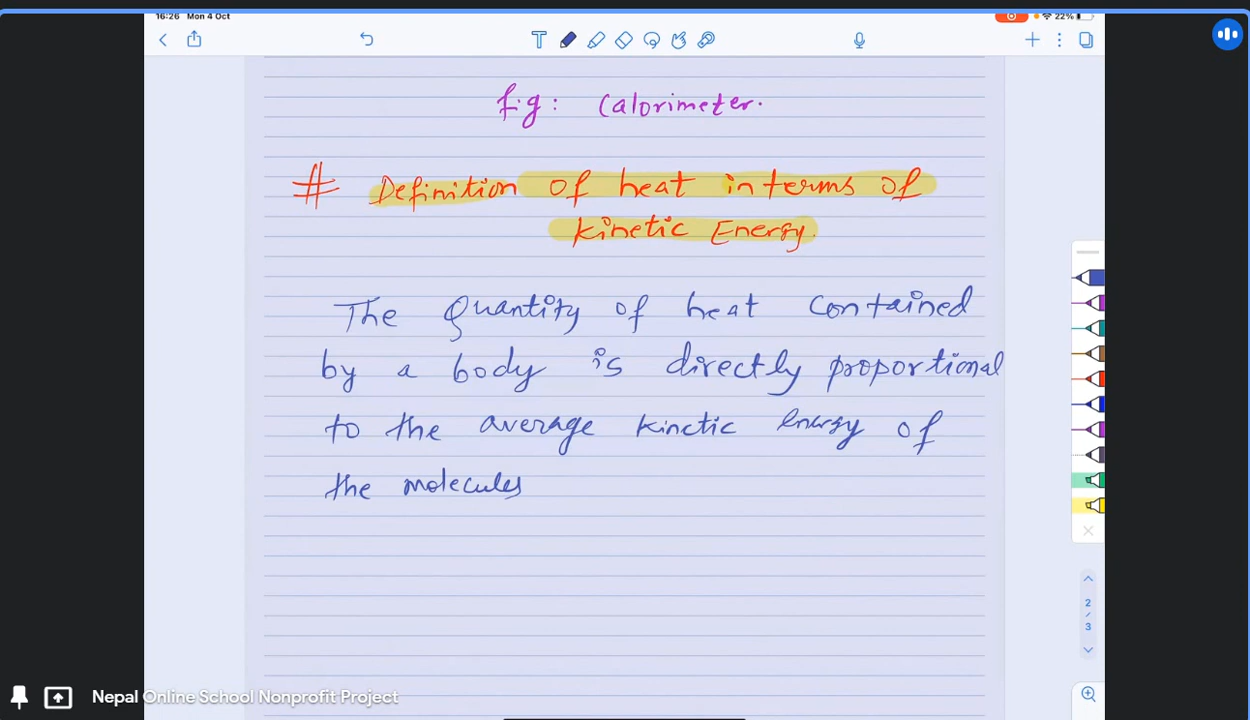 16:26 Mon 4 Oct
22%
fig: Calorimeter.
# Definition of heat in terms of
kinetic Energy.
The Quantity of heat contained
by a body is directly proportional
to the average kinetic energy of
the molecules
2
/
3
Nepal Online School Nonprofit Project